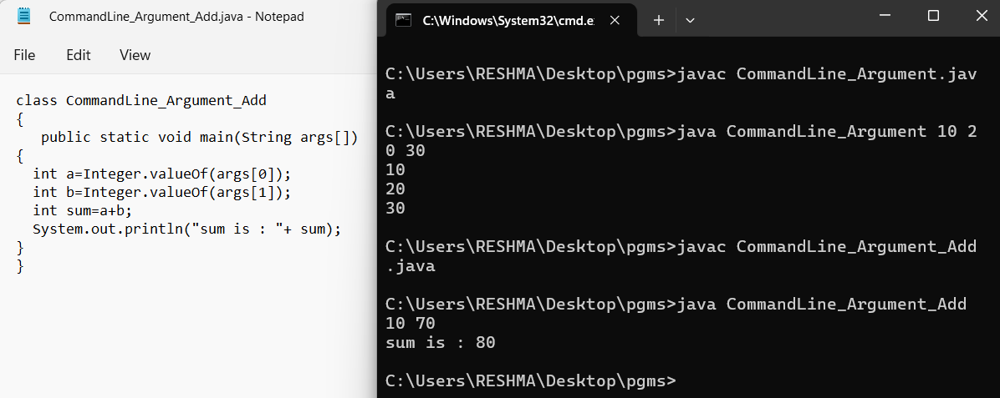 CommandLine_Argument_Add.java - Notepad
File Edit View
class CommandLine_Argument_Add
{
   public static void main(String args[])
{
  int a=Integer.valueOf(args[0]);
  int b=Integer.valueOf(args[1]);
  int sum=a+b;
  System.out.println("sum is : "+ sum);
}
}
C:\Windows\System32\cmd.e
C:\Users\RESHMA\Desktop\pgms>javac CommandLine_Argument.jav
a
C:\Users\RESHMA\Desktop\pgms>java CommandLine_Argument 10 2
0 30
10
20
30
C:\Users\RESHMA\Desktop\pgms>javac CommandLine_Argument_Add
.java
C:\Users\RESHMA\Desktop\pgms>java CommandLine_Argument_Add
10 70
sum is : 80
C:\Users\RESHMA\Desktop\pgms>